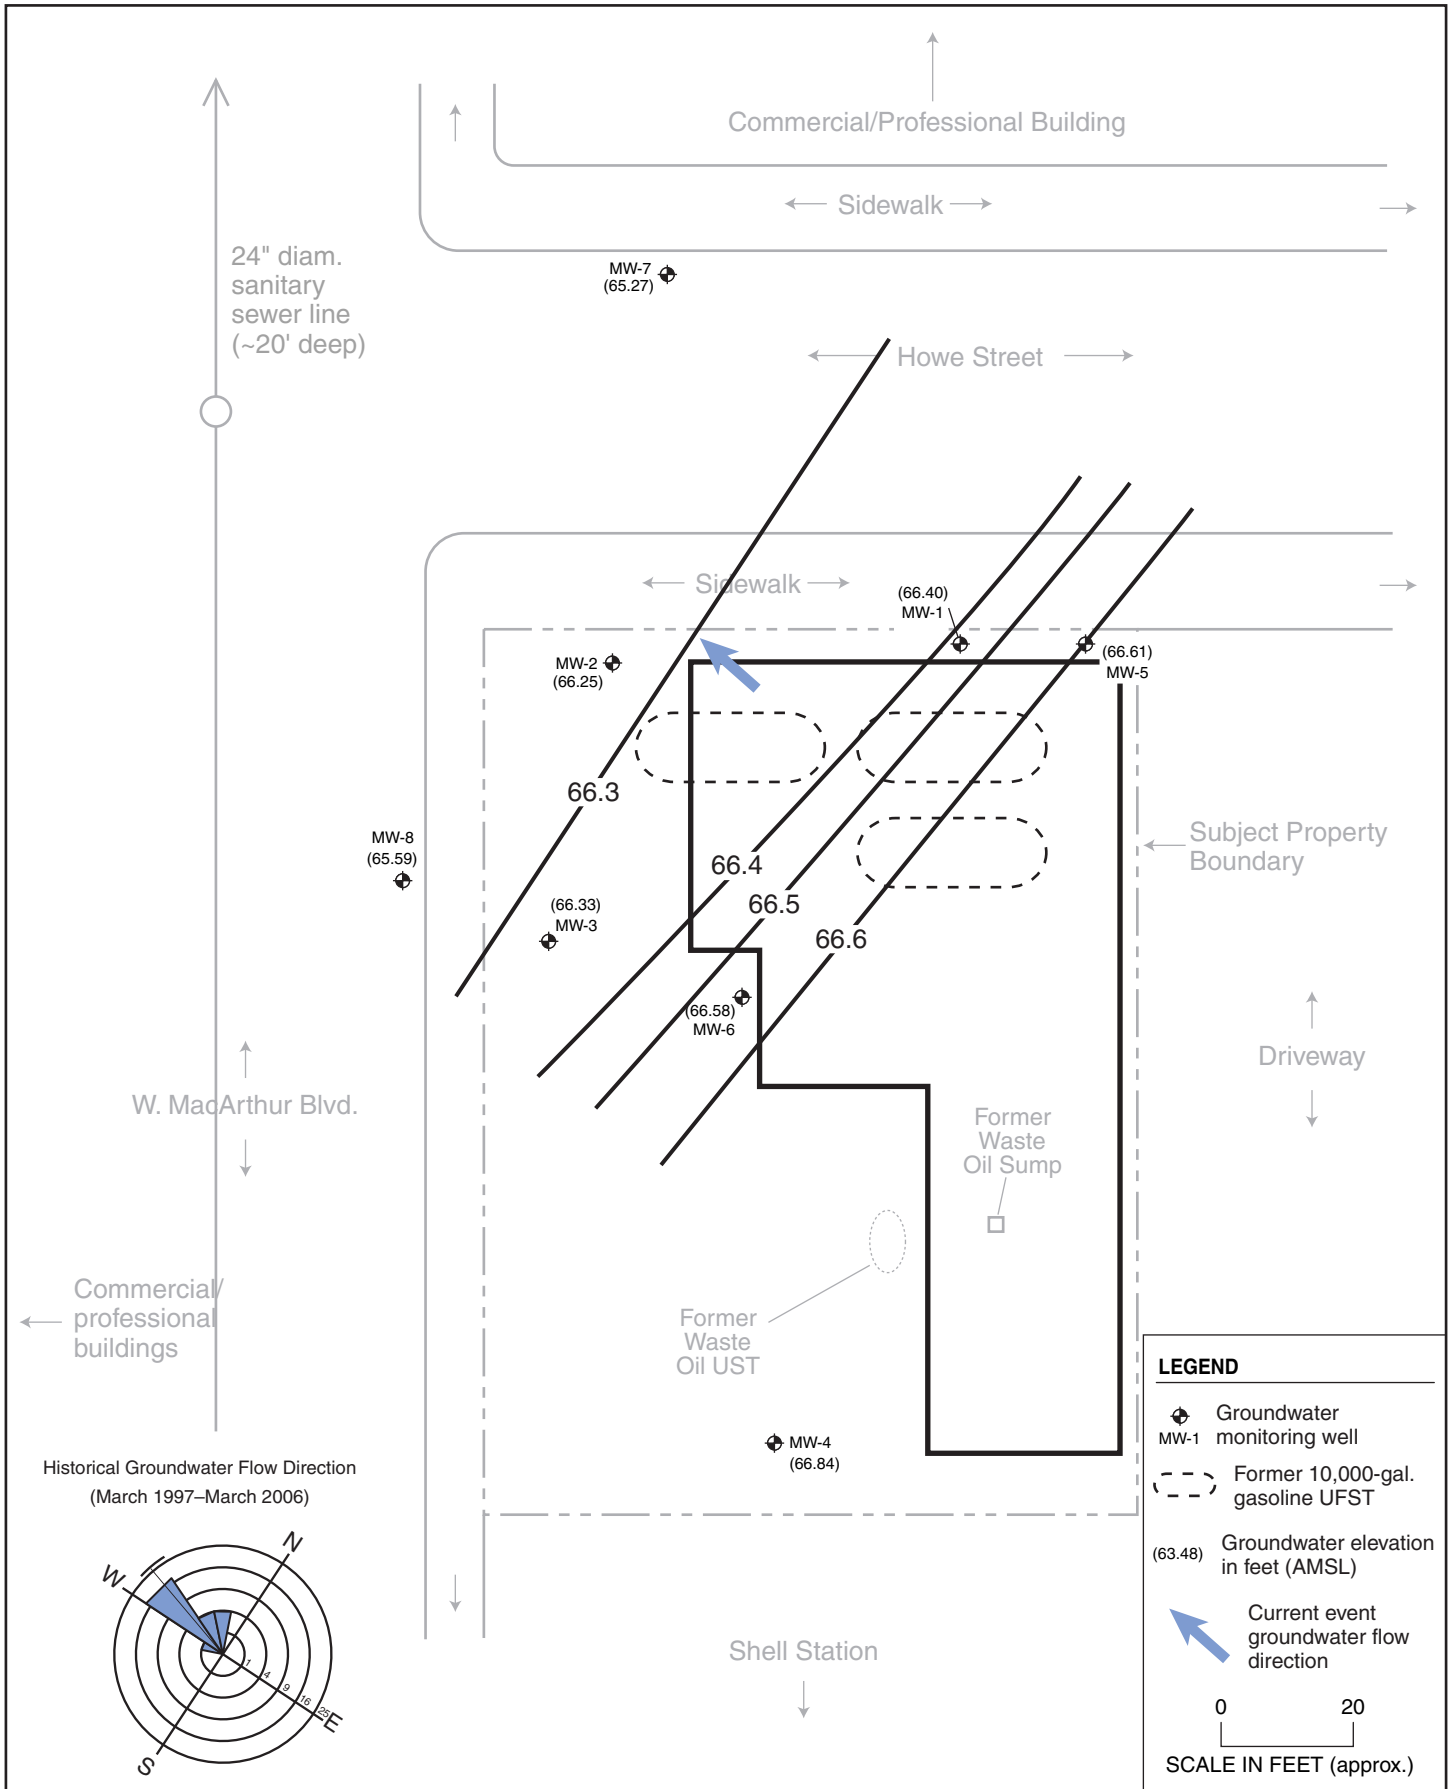 Commercial/Professional Building
Sidewalk
24" diam.
sanitary
sewer line
(~20' deep)
MW-7
(65.27)
Howe Street
Sidewalk
(66.40)
MW-1
MW-2
(66.25)
(66.61)
MW-5
66.3
MW-8
(65.59)
Subject Property
Boundary
66.4
66.5
66.6
(66.33)
MW-3
(66.58)
MW-6
Driveway
W. MacArthur Blvd.
Former
Waste
Oil Sump
Commercial/
professional
buildings
Former
Waste
Oil UST
MW-4
(66.84)
Historical Groundwater Flow Direction
(March 1997–March 2006)
N
W
1
4
9
16
25
E
S
Shell Station
LEGEND
MW-1
Groundwater
monitoring well
Former 10,000-gal.
gasoline UFST
(63.48)
Groundwater elevation
in feet (AMSL)
Current event
groundwater flow
direction
0 20
SCALE IN FEET (approx.)